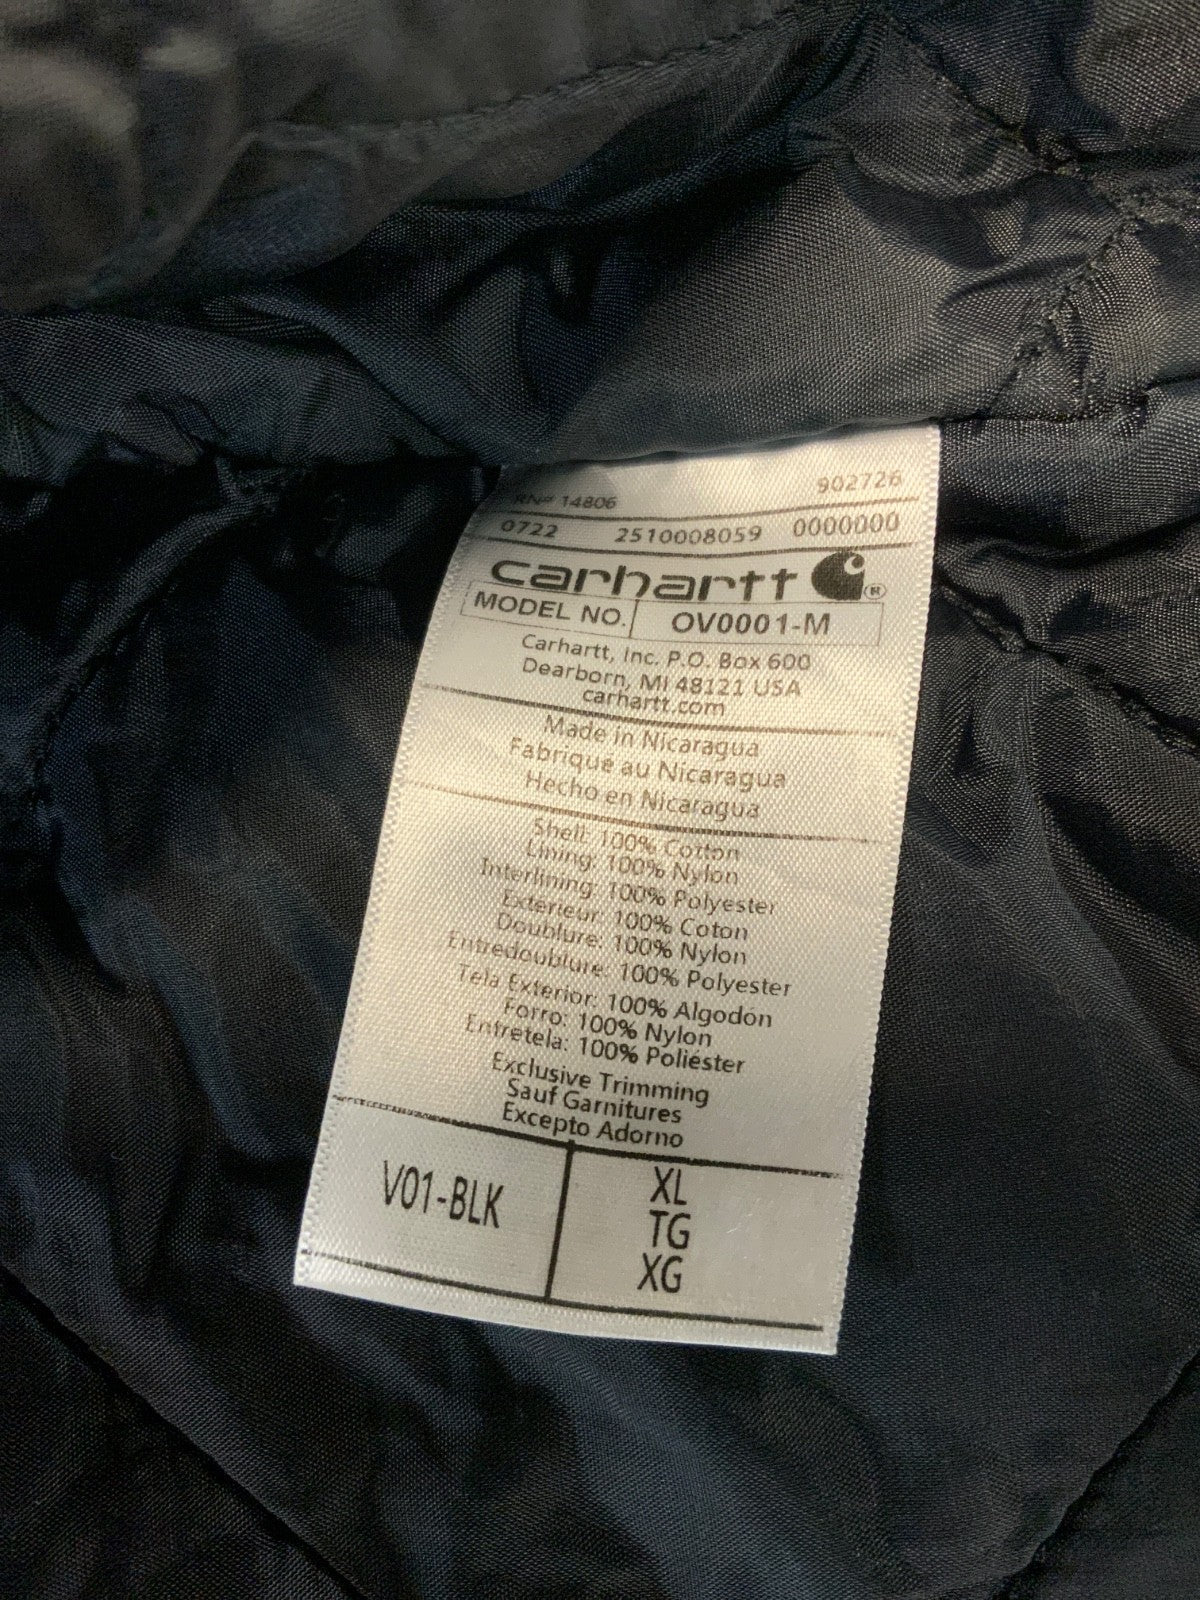 RN# 14806 902726
0722 2510008059 0000000
carhartt ®
MODEL NO. OV0001-M
Carhartt, Inc. P.O. Box 600
Dearborn, MI 48121 USA
carhartt.com
Made in Nicaragua
Fabrique au Nicaragua
Hecho en Nicaragua
Shell: 100% Cotton
Lining: 100% Nylon
Interlining: 100% Polyester
Exterieur: 100% Coton
Doublure: 100% Nylon
Entredoublure: 100% Polyester
Tela Exterior: 100% Algodón
Forro: 100% Nylon
Entretela: 100% Poliéster
Exclusive Trimming
Sauf Garnitures
Excepto Adorno
V01-BLK
XL
TG
XG